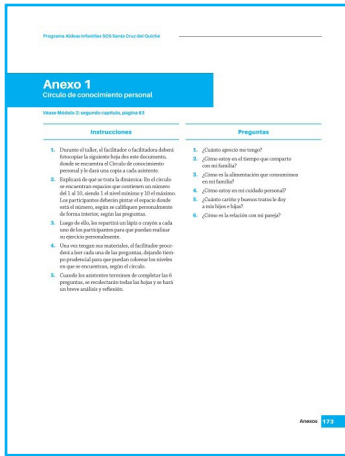 Programa Aldeas Infantiles SOS Santa Cruz del Quiché
Anexo 1
Círculo de conocimiento personal
Véase Módulo 2: segundo capítulo, página 63
Instrucciones
1. Durante el taller, el facilitador o facilitadora deberá
fotocopiar la siguiente hoja des este documento,
donde se encuentra el Círculo de Conocimiento
personal y le dará una copia a cada asistente.
2. Explicará de que se trata la dinámica: En el círculo
se encuentran espacios que contienen un número
del 1 al 10, siendo 1 el nivel mínimo y 10 el máximo.
Los participantes deberán pintar el espacio donde
está el número, según se califiquen personalmente
de forma interior, según las preguntas.
3. Luego de ello, les repartirá un lápiz o crayón a cada
uno de los participantes para que puedan realizar
su ejercicio personalmente.
4. Una vez tengan sus materiales, el facilitador proce-
derá a leer cada una de las preguntas, dejando tiem-
po prudencial para que puedan colorear los niveles
en que se encuentran, según el círculo.
5. Cuando los asistentes terminen de completar las 6
preguntas, se recolectarán todas las hojas y se hará
un breve análisis y reflexión.
Preguntas
1. ¿Cuánto aprecio me tengo?
2. ¿Cómo estoy en el tiempo que comparto
con mi familia?
3. ¿Cómo es la alimentación que consumimos
en mi familia?
4. ¿Cómo estoy en mi cuidado personal?
5. ¿Cuánto cariño y buenos tratos le doy
a mis hijos e hijas?
6. ¿Cómo es la relación con mi pareja?
Anexos 173